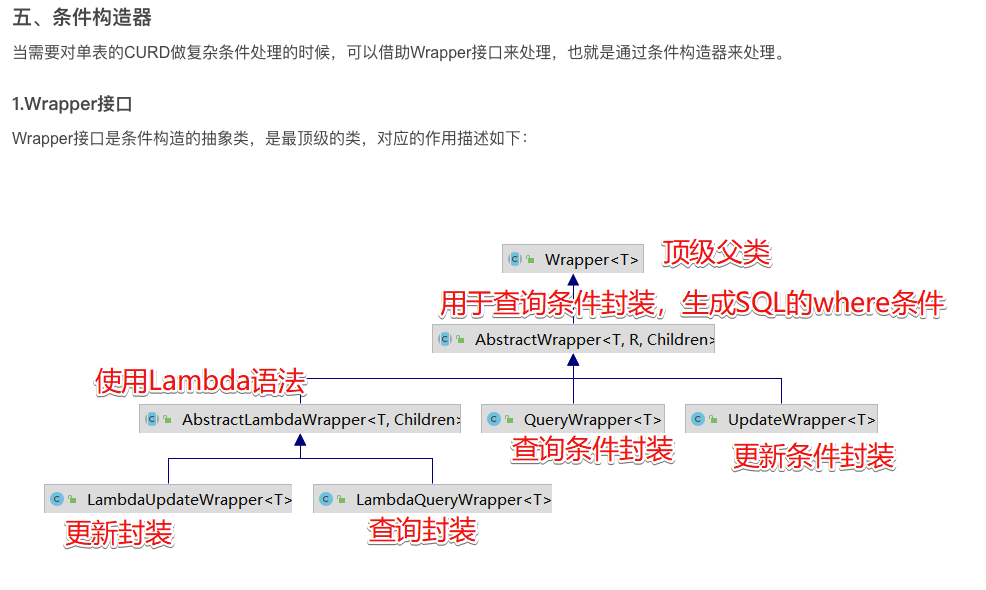 五、条件构造器
当需要对单表的CURD做复杂条件处理的时候，可以借助Wrapper接口来处理，也就是通过条件构造器来处理。
1.Wrapper接口
Wrapper接口是条件构造的抽象类，是最顶级的类，对应的作用描述如下：
Wrapper<T> 顶级父类
用于查询条件封装，生成SQL的where条件
AbstractWrapper<T, R, Children>
使用Lambda语法
AbstractLambdaWrapper<T, Children> QueryWrapper<T> UpdateWrapper<T>
查询条件封装 更新条件封装
LambdaUpdateWrapper<T> LambdaQueryWrapper<T>
更新封装 查询封装